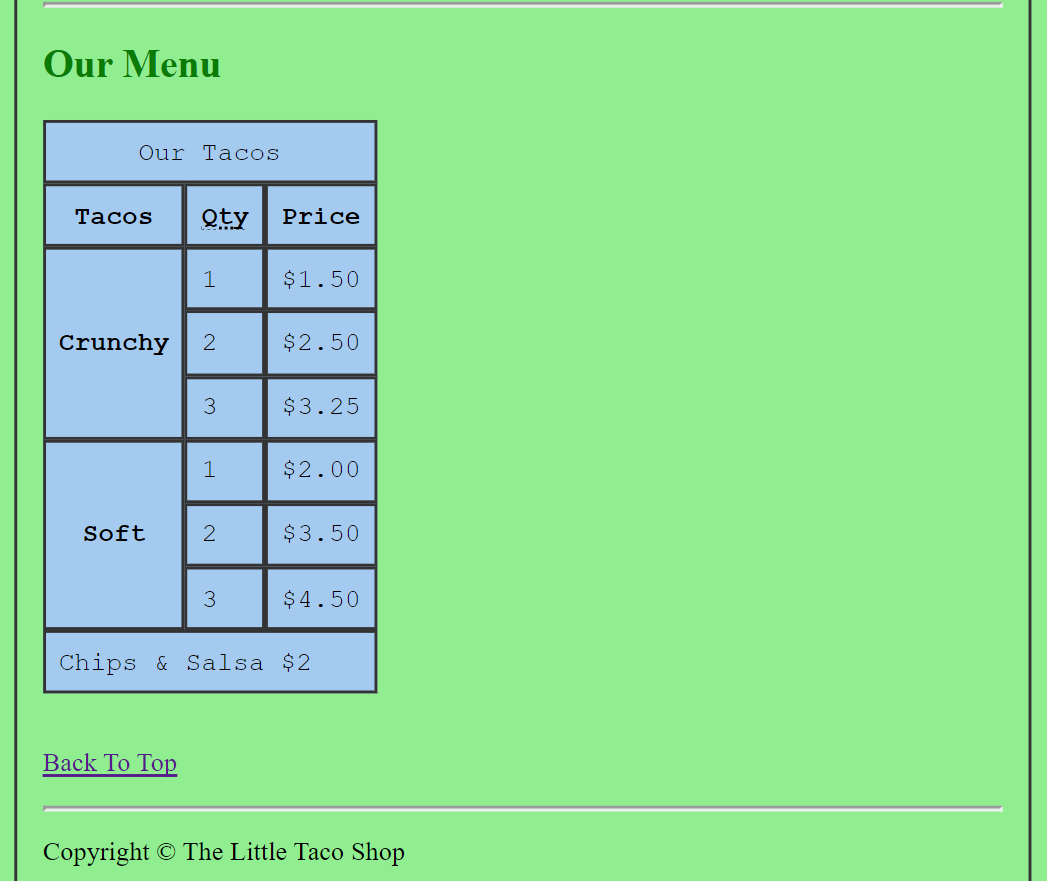 Our Menu
Our Tacos
Tacos Qty Price
Crunchy
1 $1.50
2 $2.50
3 $3.25
Soft
1 $2.00
2 $3.50
3 $4.50
Chips & Salsa $2
Back To Top
Copyright © The Little Taco Shop